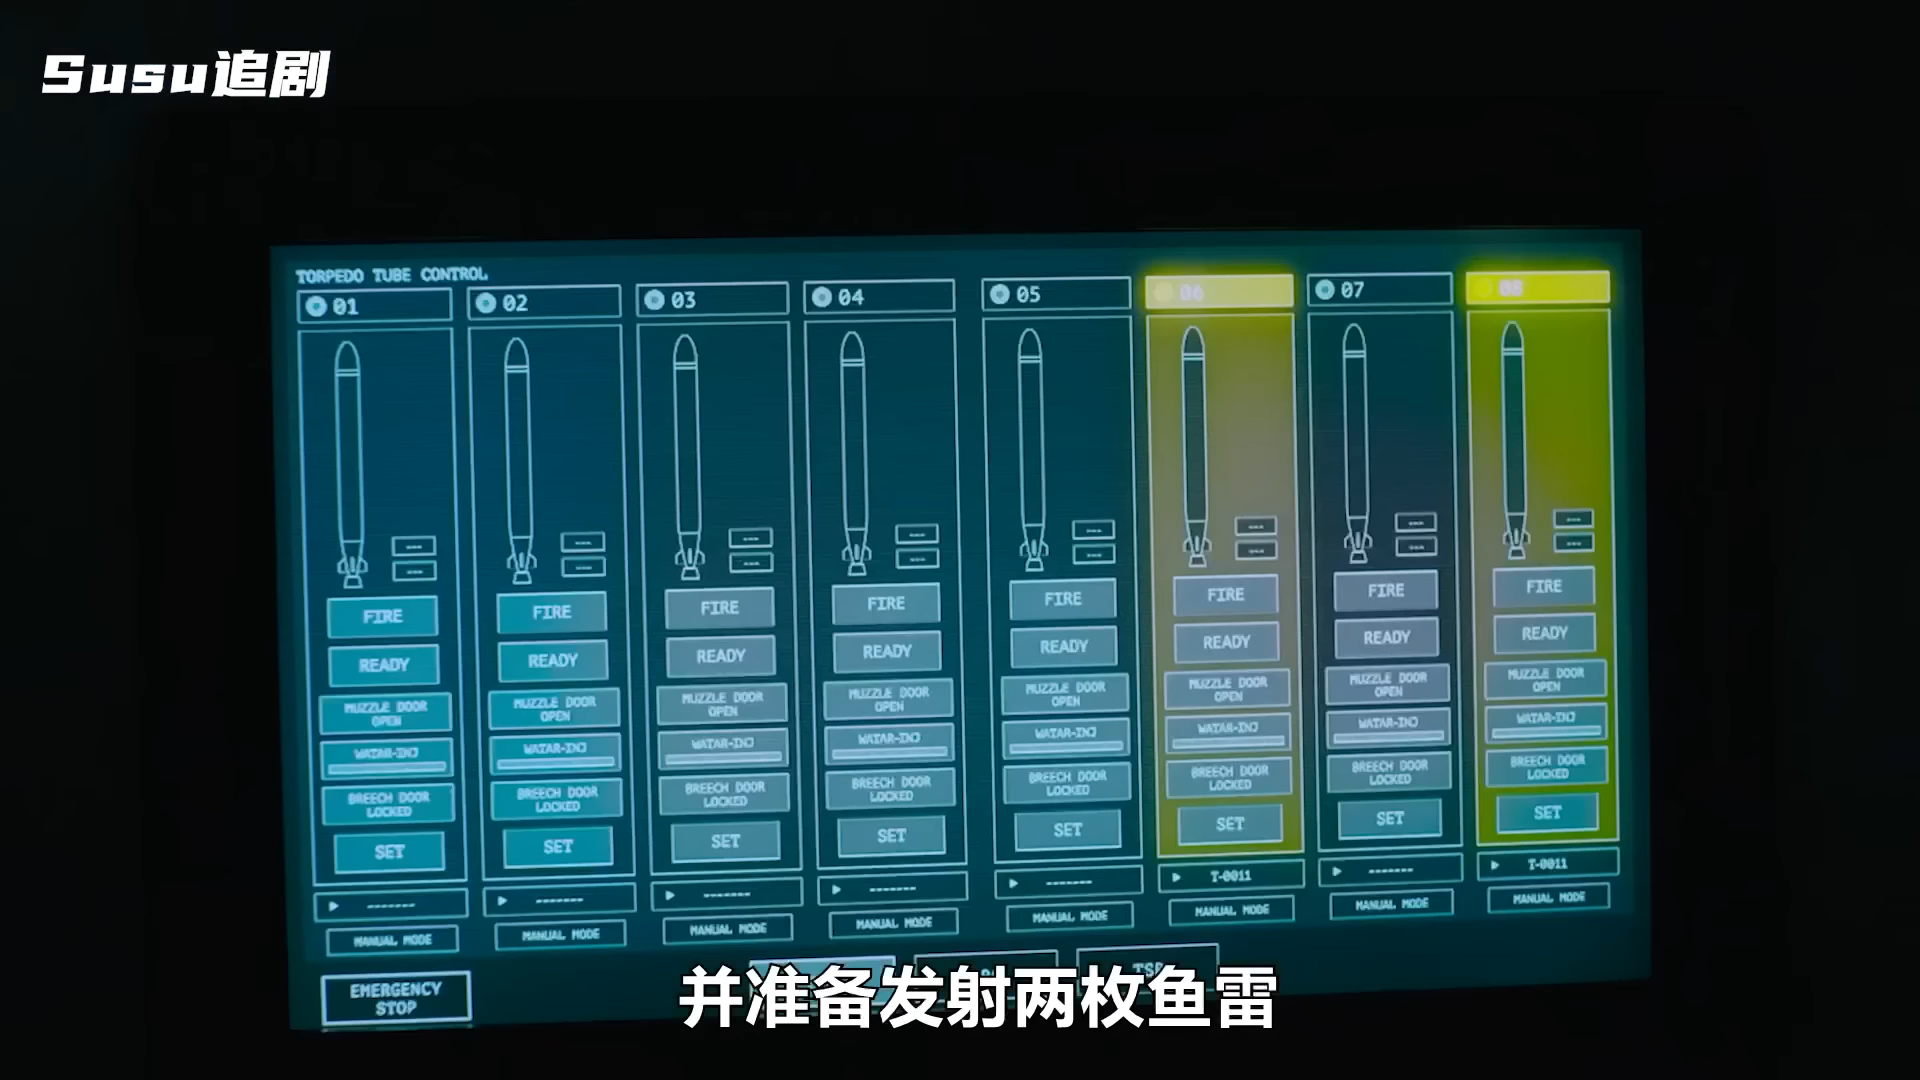 Susu追剧
TORPEDO TUBE CONTROL
01
02
03
04
05
06
07
08
FIRE
FIRE
FIRE
FIRE
FIRE
FIRE
FIRE
FIRE
READY
READY
READY
READY
READY
READY
READY
READY
MUZZLE DOOR
OPEN
MUZZLE DOOR
OPEN
MUZZLE DOOR
OPEN
MUZZLE DOOR
OPEN
MUZZLE DOOR
OPEN
MUZZLE DOOR
OPEN
MUZZLE DOOR
OPEN
MUZZLE DOOR
OPEN
WATAR-INJ
WATAR-INJ
WATAR-INJ
WATAR-INJ
WATAR-INJ
WATAR-INJ
WATAR-INJ
WATAR-INJ
BREECH DOOR
LOCKED
BREECH DOOR
LOCKED
BREECH DOOR
LOCKED
BREECH DOOR
LOCKED
BREECH DOOR
LOCKED
BREECH DOOR
LOCKED
BREECH DOOR
LOCKED
BREECH DOOR
LOCKED
SET
SET
SET
SET
SET
SET
SET
SET
-------
-------
-------
-------
-------
T-0011
-------
T-0011
MANUAL MODE
MANUAL MODE
MANUAL MODE
MANUAL MODE
MANUAL MODE
MANUAL MODE
MANUAL MODE
MANUAL MODE
EMERGENCY
STOP
并准备发射两枚鱼雷